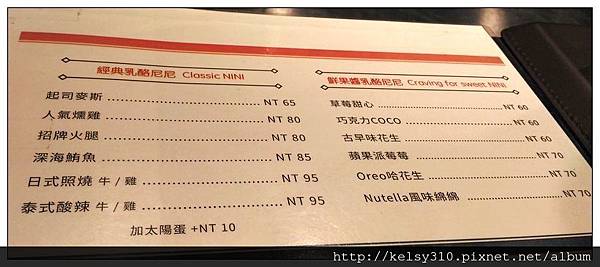 經典乳酪尼尼 Classic NINI
起司麥斯 NT 65
人氣燻雞 NT 80
招牌火腿 NT 80
深海鮪魚 NT 85
日式照燒 牛 / 雞 NT 95
泰式酸辣 牛 / 雞 NT 95
加太陽蛋 +NT 10
鮮果醬乳酪尼尼 Craving for sweet NINI
草莓甜心 NT 60
巧克力COCO NT 60
古早味花生 NT 60
蘋果派莓莓 NT 70
Oreo哈花生 NT 70
Nutella風味綿綿 NT 70
http://kelsy310.pixnet.net/album